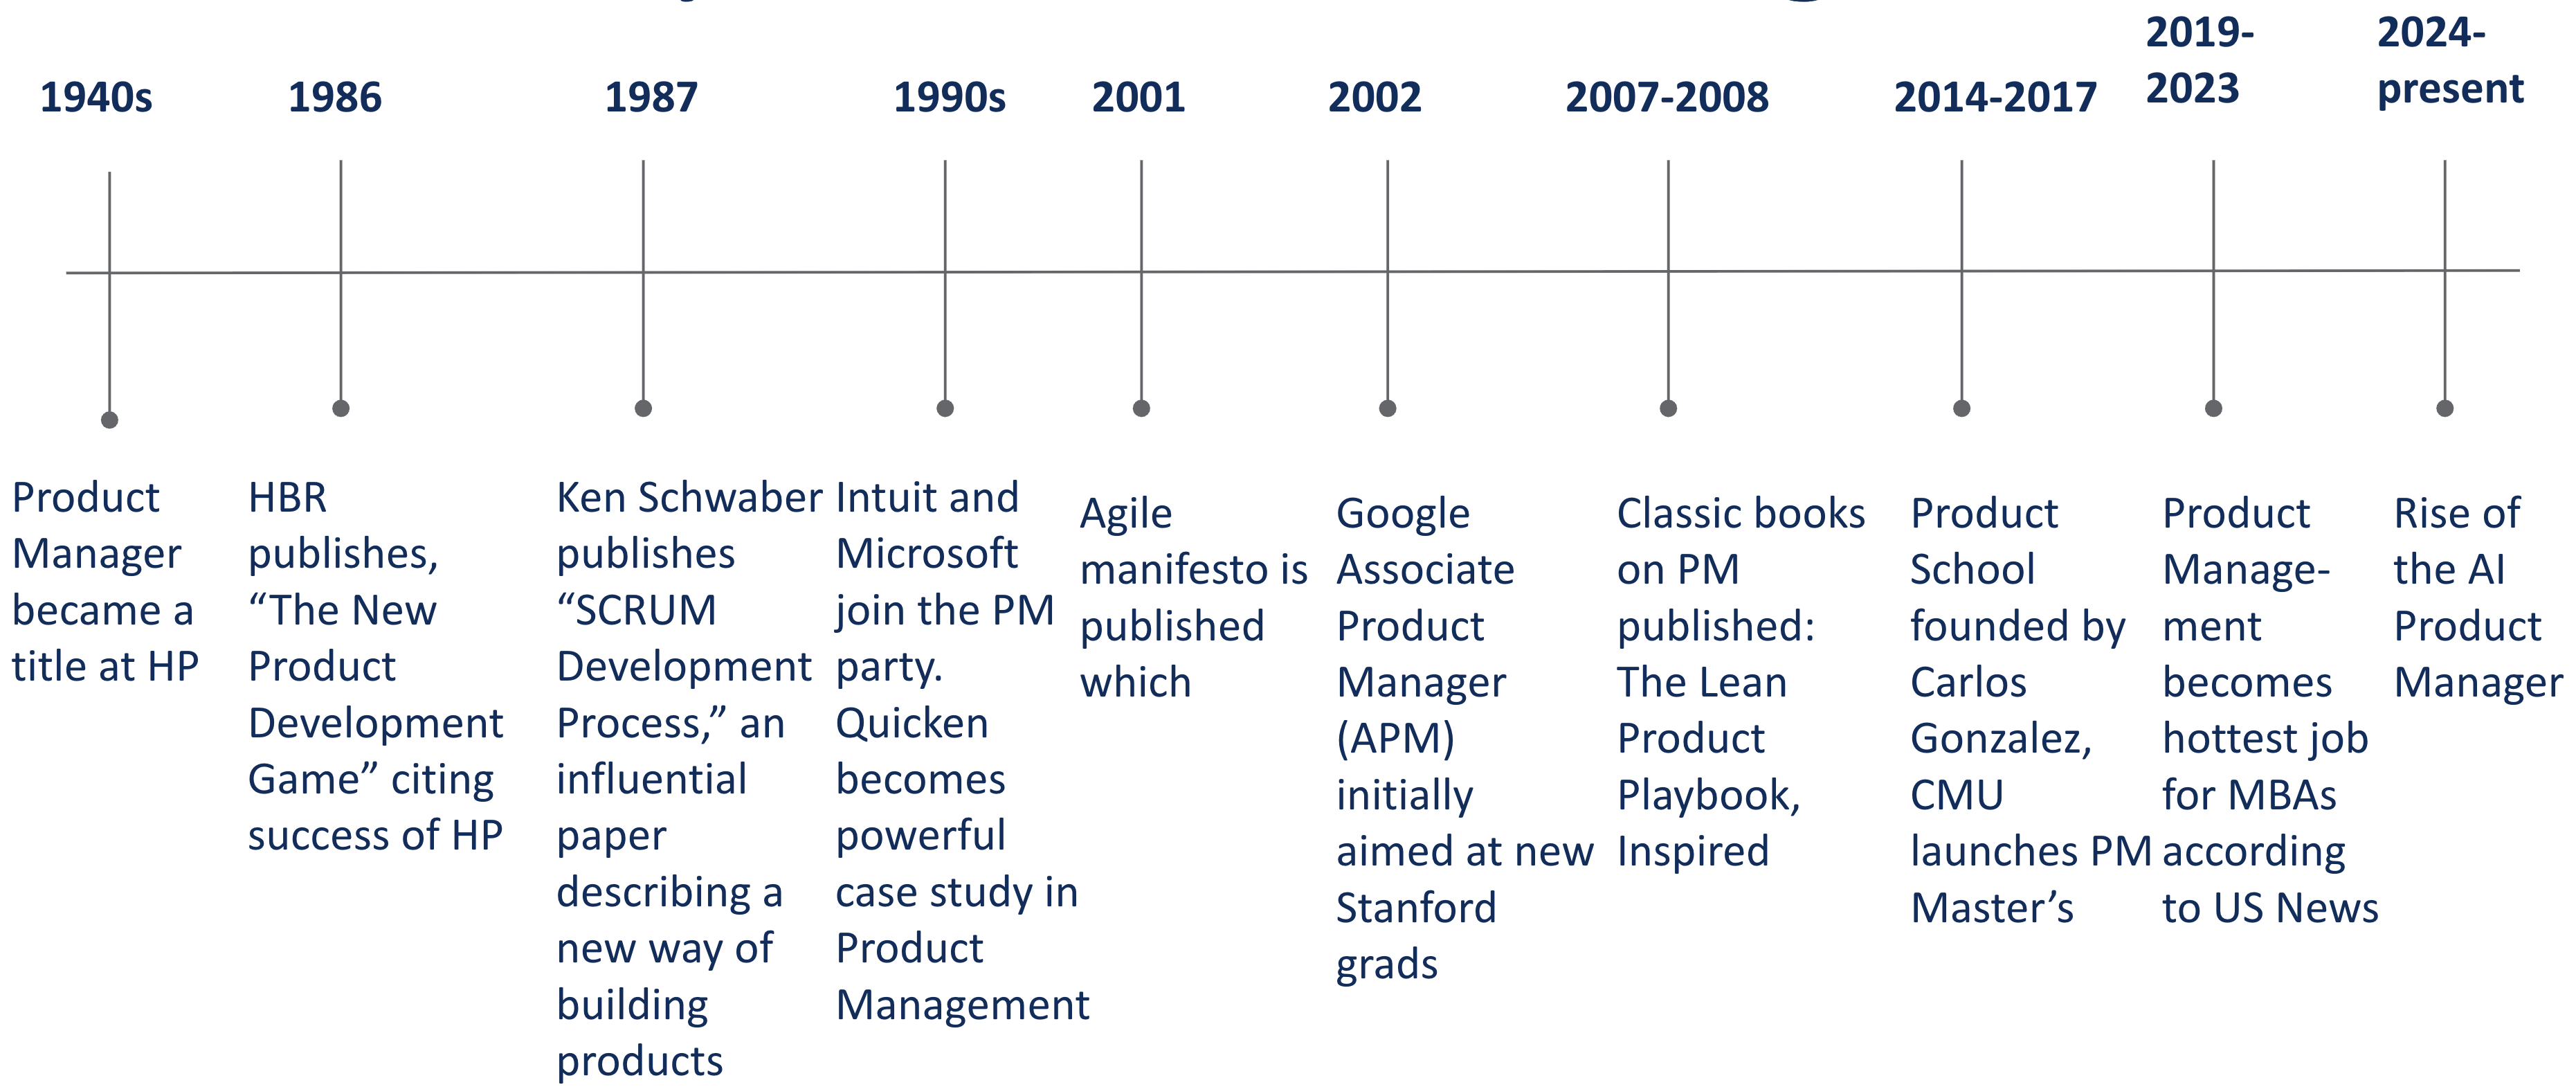 1940s
Product
Manager
became a
title at HP
1986
HBR
publishes,
“The New
Product
Development
Game” citing
success of HP
1987
Ken Schwaber
publishes
“SCRUM
Development
Process,” an
influential
paper
describing a
new way of
building
products
1990s
Intuit and
Microsoft
join the PM
party.
Quicken
becomes
powerful
case study in
Product
Management
2001
Agile
manifesto is
published
which
2002
Google
Associate
Product
Manager
(APM)
initially
aimed at new
Stanford
grads
2007-2008
Classic books
on PM
published:
The Lean
Product
Playbook,
Inspired
2014-2017
Product
School
founded by
Carlos
Gonzalez,
CMU
launches PM
Master’s
2019-
2023
Product
Manage-
ment
becomes
hottest job
for MBAs
according
to US News
2024-
present
Rise of
the AI
Product
Manager